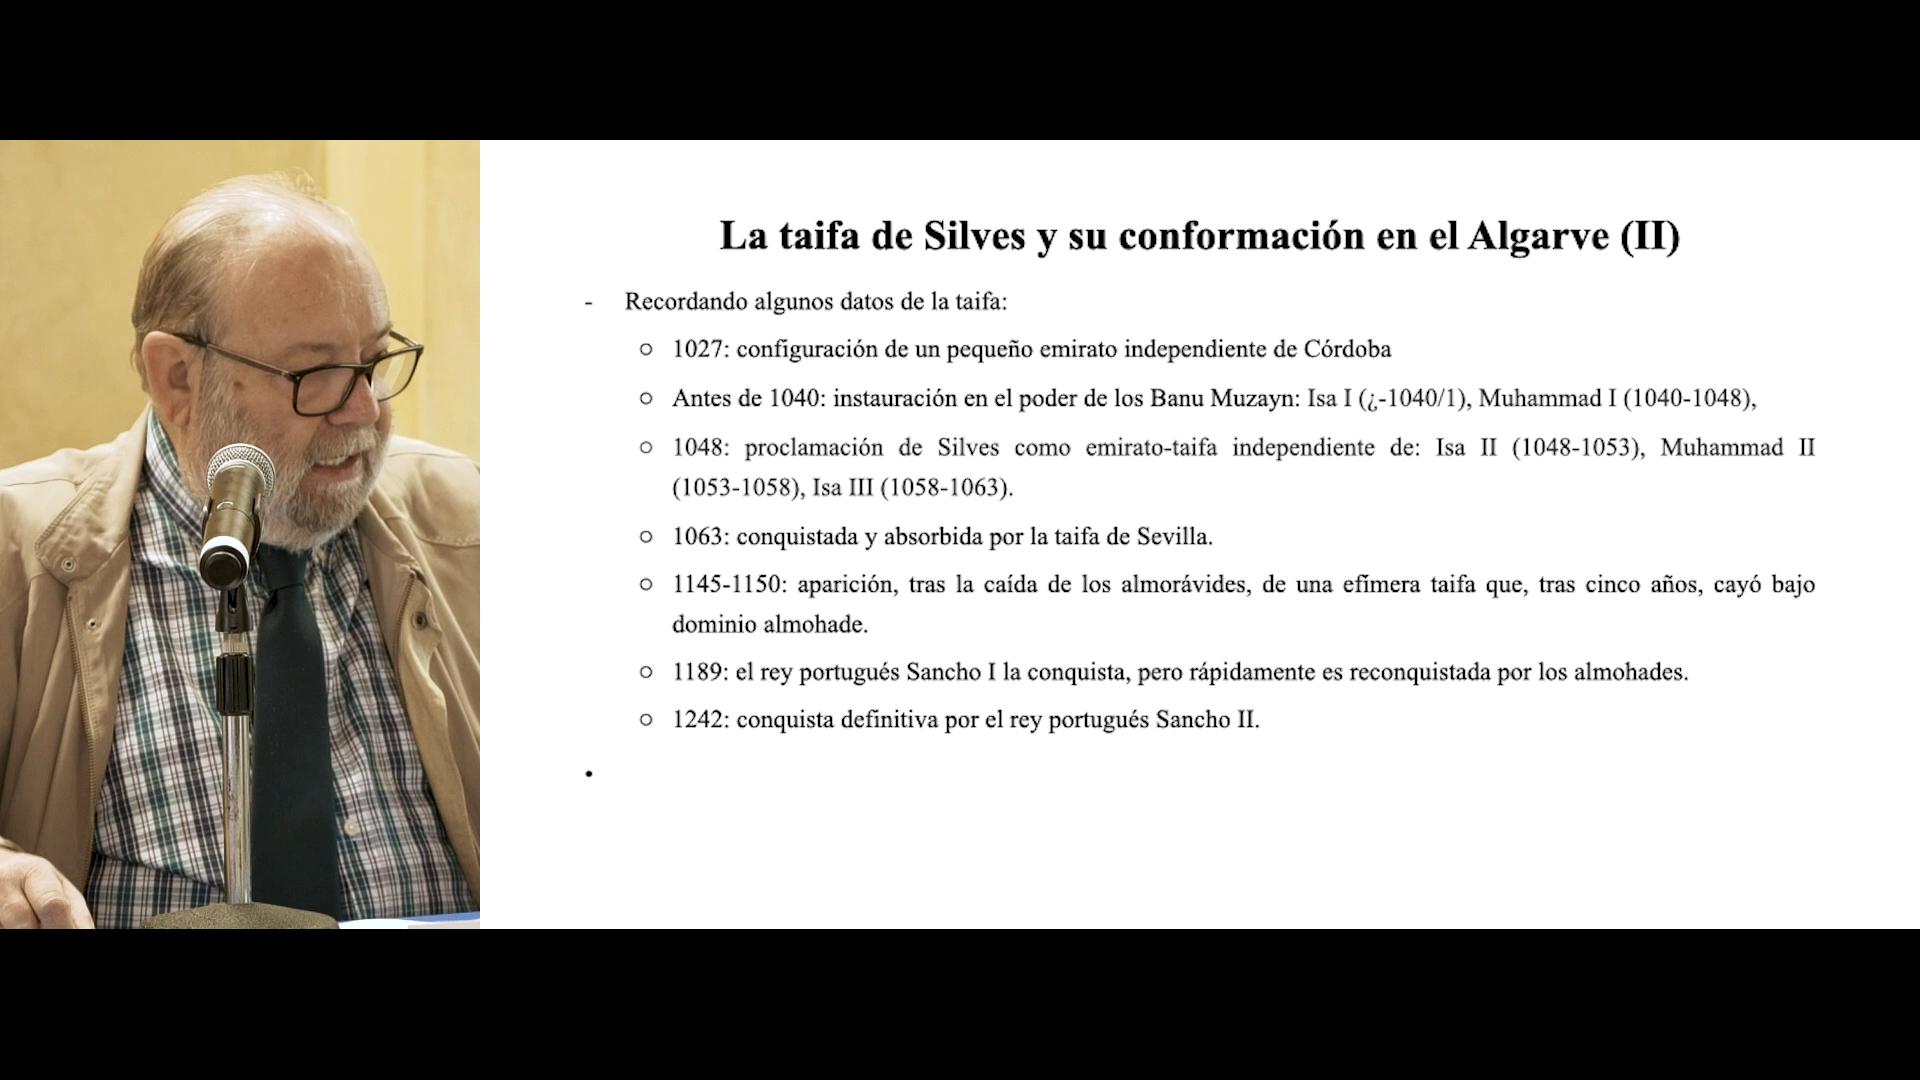 La taifa de Silves y su conformación en el Algarve (II)
- Recordando algunos datos de la taifa:
○ 1027: configuración de un pequeño emirato independiente de Córdoba
○ Antes de 1040: instauración en el poder de los Banu Muzayn: Isa I (¿-1040/1), Muhammad I (1040-1048),
○ 1048: proclamación de Silves como emirato-taifa independiente de: Isa II (1048-1053), Muhammad II
(1053-1058), Isa III (1058-1063).
○ 1063: conquistada y absorbida por la taifa de Sevilla.
○ 1145-1150: aparición, tras la caída de los almorávides, de una efímera taifa que, tras cinco años, cayó bajo
dominio almohade.
○ 1189: el rey portugués Sancho I la conquista, pero rápidamente es reconquistada por los almohades.
○ 1242: conquista definitiva por el rey portugués Sancho II.
•